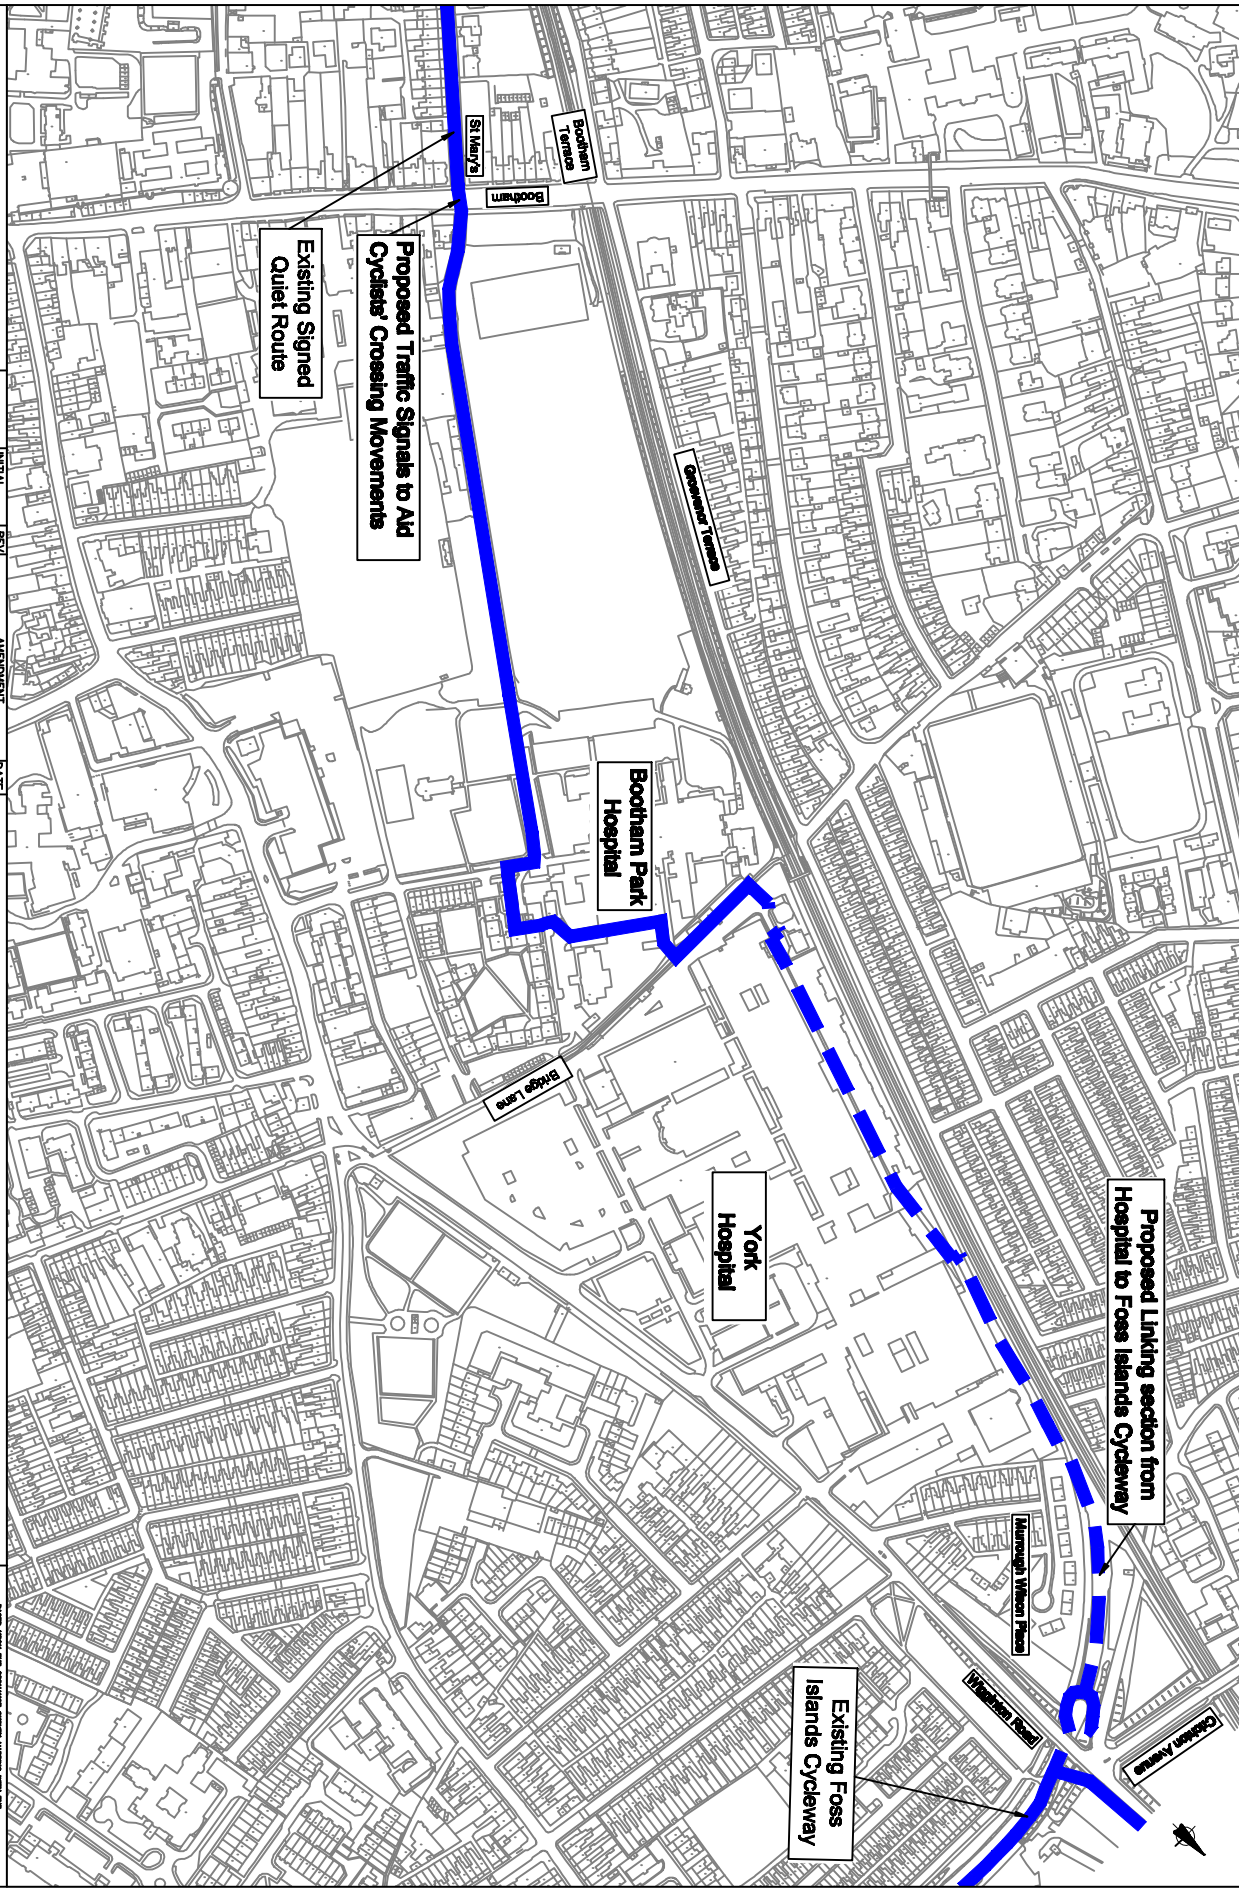 St Mary's
Bootham
Terrace
Bootham
Proposed Traffic Signals to Aid
Cyclists' Crossing Movements
Existing Signed
Quiet Route
Grosvenor Terrace
Bootham Park
Hospital
Bridge Lane
York
Hospital
Proposed Linking section from
Hospital to Foss Islands Cycleway
Murrough Wilson Place
Wigginton Road
Crichton Avenue
Existing Foss
Islands Cycleway